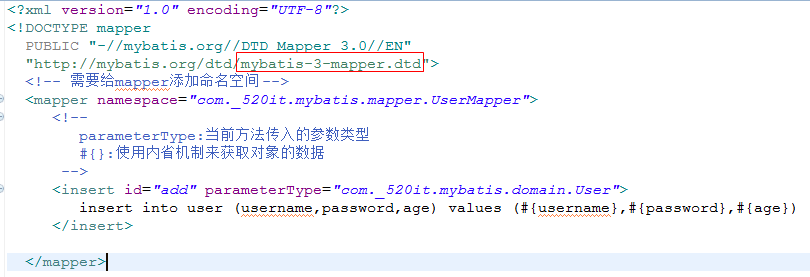 <?xml version="1.0" encoding="UTF-8"?>
<!DOCTYPE mapper
PUBLIC "-//mybatis.org//DTD Mapper 3.0//EN"
"http://mybatis.org/dtd/mybatis-3-mapper.dtd">
<!-- 需要给mapper添加命名空间-->
<mapper namespace="com._520it.mybatis.mapper.UserMapper">
<!--
parameterType:当前方法传入的参数类型
#{}:使用内省机制来获取对象的数据
-->
<insert id="add" parameterType="com._520it.mybatis.domain.User">
insert into user (username,password,age) values (#{username},#{password},#{age})
</insert>
</mapper>